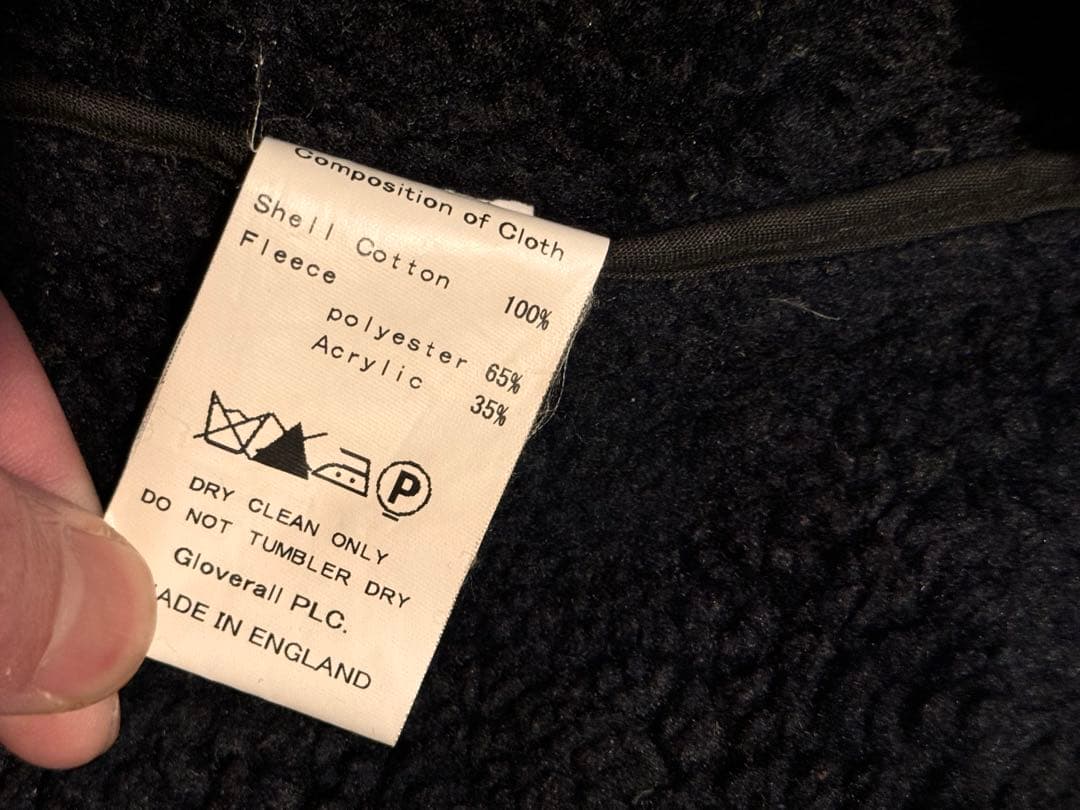 Composition of Cloth
Shell Cotton 100%
Fleece
polyester 65%
Acrylic 35%
P
DRY CLEAN ONLY
DO NOT TUMBLER DRY
Gloverall PLC.
ADE IN ENGLAND